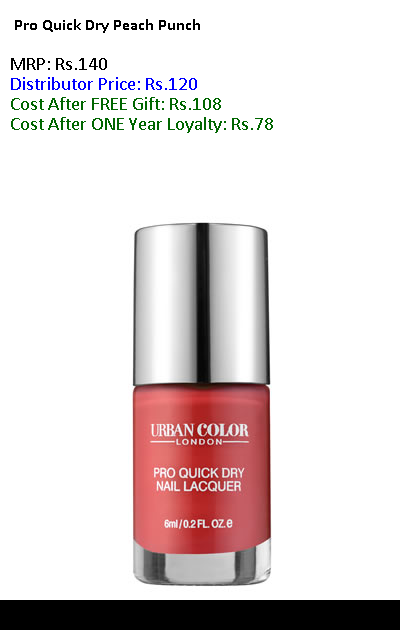 Pro Quick Dry Peach Punch
MRP: Rs.140
Distributor Price: Rs.120
Cost After FREE Gift: Rs.108
Cost After ONE Year Loyalty: Rs.78
URBAN COLOR
LONDON
PRO QUICK DRY
NAIL LACQUER
6ml / 0.2 FL. OZ. e